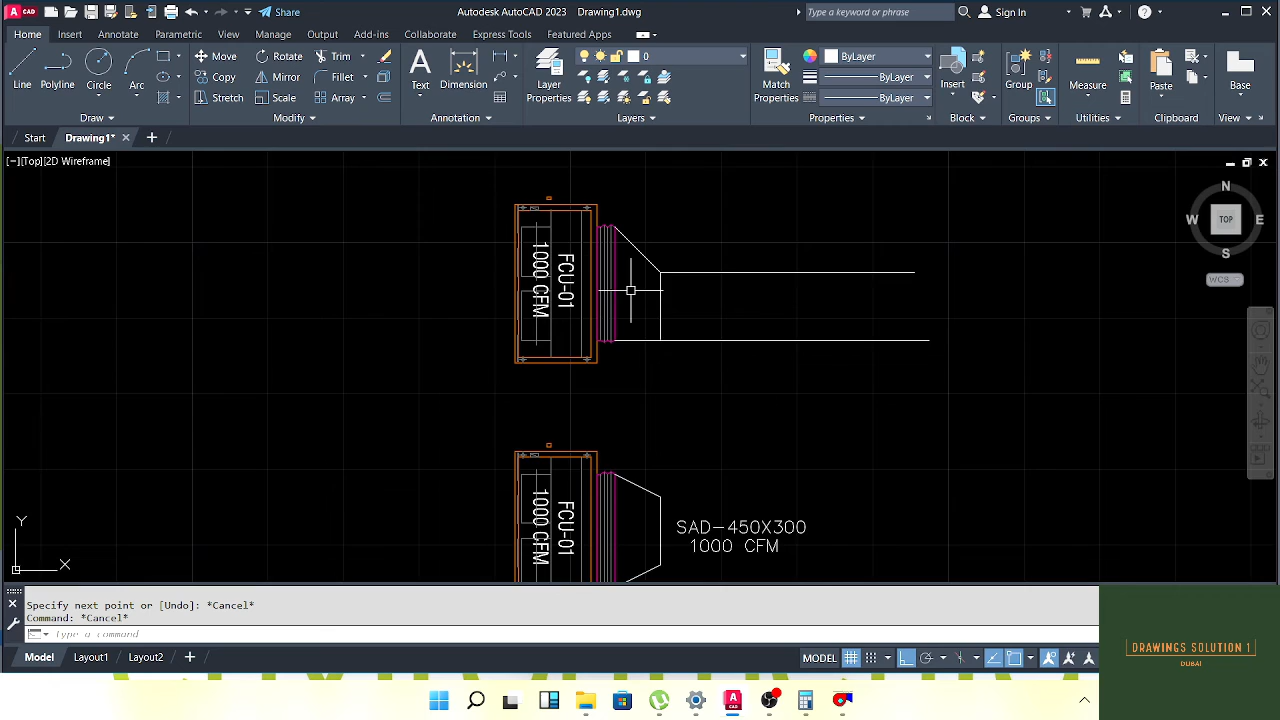 CAD
Share
Autodesk AutoCAD 2023 Drawing1.dwg
Type a keyword or phrase
Sign In
Home
Insert
Annotate
Parametric
View
Manage
Output
Add-ins
Collaborate
Express Tools
Featured Apps
Line
Polyline
Circle
Arc
Move
Rotate
Trim
Copy
Mirror
Fillet
Stretch
Scale
Array
Text
Dimension
Layer
Properties
0
Match
Properties
ByLayer
ByLayer
ByLayer
Insert
Group
Measure
Paste
Base
Draw
Modify
Annotation
Layers
Properties
Block
Groups
Utilities
Clipboard
View
Start
Drawing1*
[−][Top][2D Wireframe]
N
W
TOP
E
S
WCS
FCU-01
1000 CFM
FCU-01
1000 CFM
SAD-450X300
1000 CFM
Y
X
Specify next point or [Undo]: *Cancel*
Command: *Cancel*
Type a command
Model
Layout1
Layout2
MODEL
DRAWINGS SOLUTION 1
DUBAI